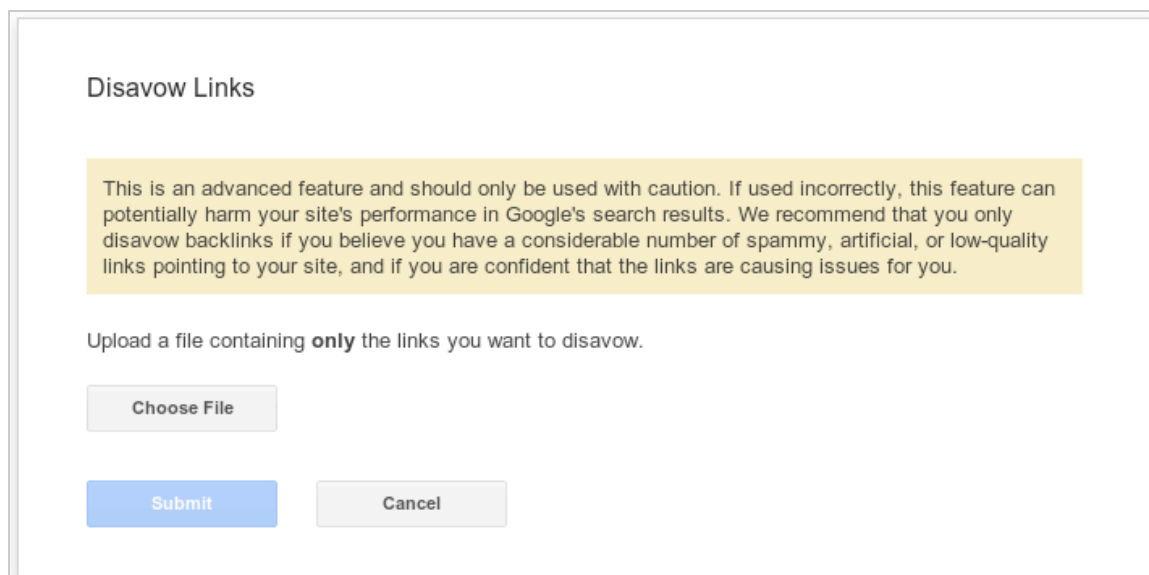 Disavow Links
This is an advanced feature and should only be used with caution. If used incorrectly, this feature can
potentially harm your site's performance in Google's search results. We recommend that you only
disavow backlinks if you believe you have a considerable number of spammy, artificial, or low-quality
links pointing to your site, and if you are confident that the links are causing issues for you.
Upload a file containing only the links you want to disavow.
Choose File
Submit Cancel